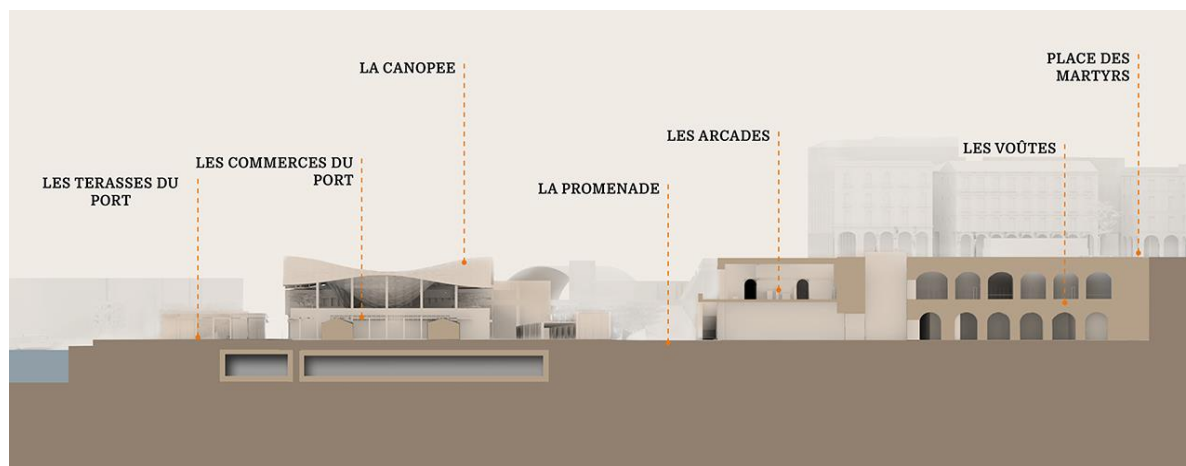 PLACE DES
MARTYRS
LA CANOPEE
LES ARCADES
LES VOÛTES
LES COMMERCES DU
PORT
LES TERASSES DU
PORT
LA PROMENADE